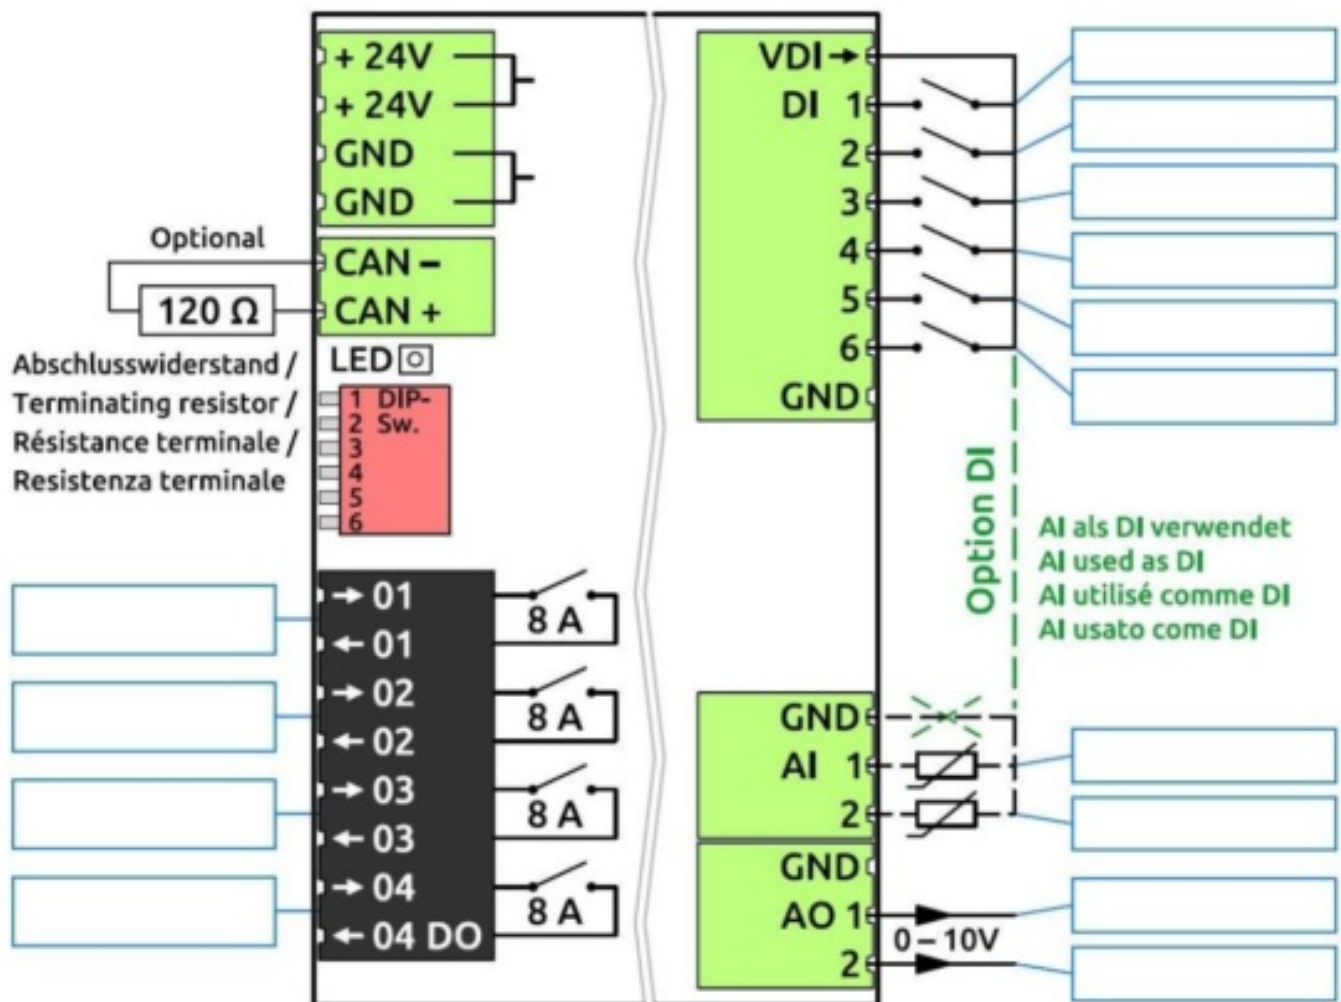 + 24V
+ 24V
GND
GND
Optional
CAN –
120 Ω
CAN +
Abschlusswiderstand /
Terminating resistor /
Résistance terminale /
Resistenza terminale
LED
1 DIP-
2 Sw.
3
4
5
6
→ 01
← 01
8 A
→ 02
← 02
8 A
→ 03
← 03
8 A
→ 04
← 04 DO
8 A
VDI →
DI 1
2
3
4
5
6
GND
Option DI
AI als DI verwendet
AI used as DI
AI utilisé comme DI
AI usato come DI
GND
AI 1
2
GND
AO 1
0 – 10V
2